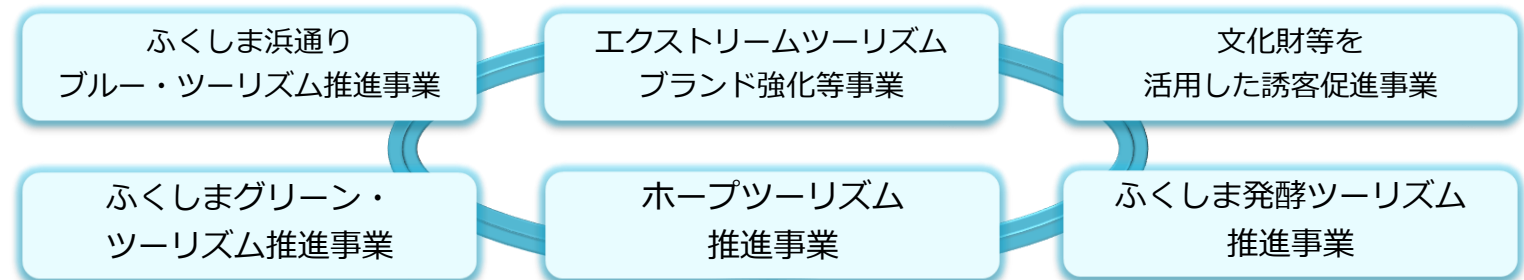 ふくしま浜通り
ブルー・ツーリズム推進事業
エクストリームツーリズム
ブランド強化等事業
文化財等を
活用した誘客促進事業
ふくしまグリーン・
ツーリズム推進事業
ホープツーリズム
推進事業
ふくしま発酵ツーリズム
推進事業